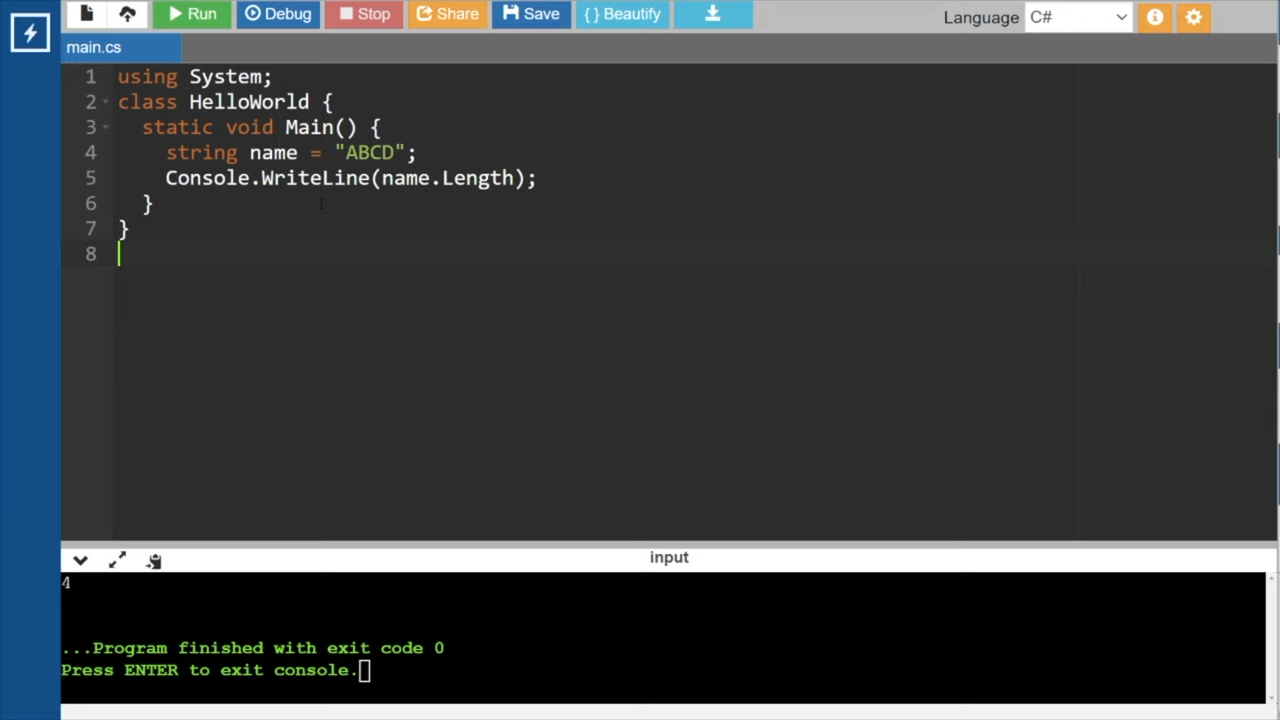 Run Debug Stop Share Save { } Beautify Language C#
main.cs
1 using System;
2 class HelloWorld {
3 static void Main() {
4 string name = "ABCD";
5 Console.WriteLine(name.Length);
6 }
7 }
8
input
4
...Program finished with exit code 0
Press ENTER to exit console.